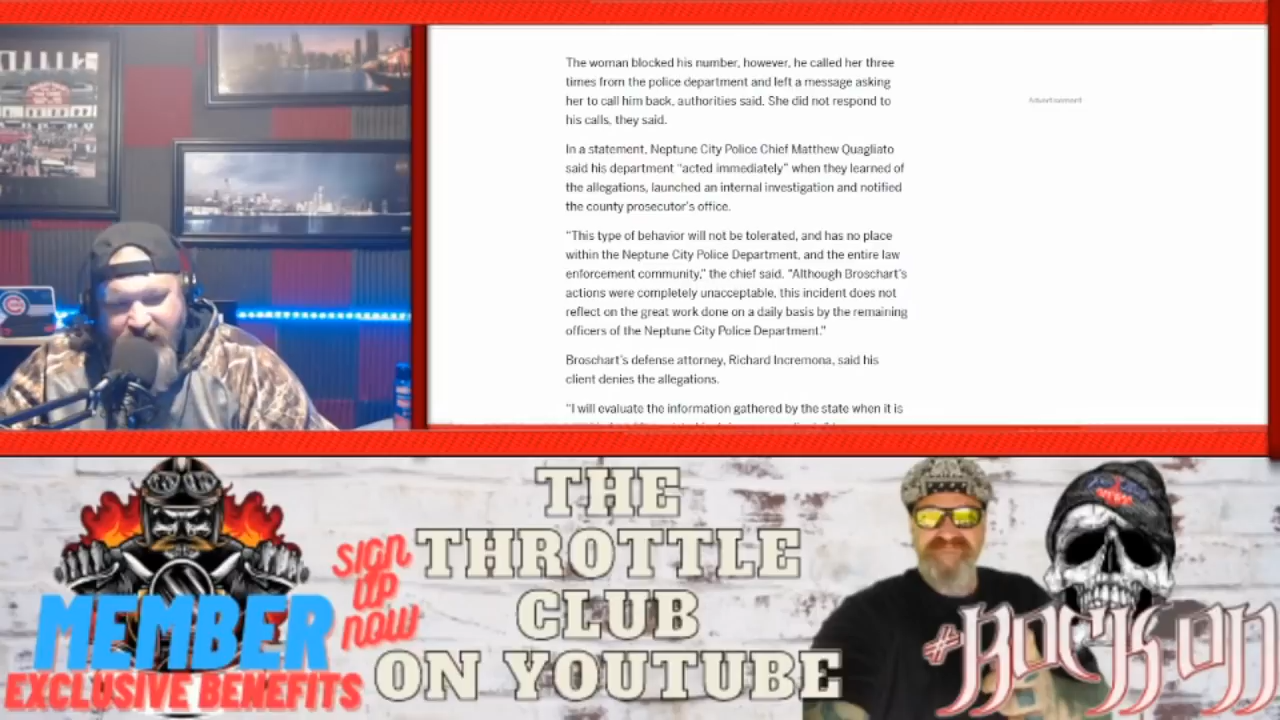 The woman blocked his number, however, he called her three
times from the police department and left a message asking
her to call him back, authorities said. She did not respond to
his calls, they said.
Advertisement
In a statement, Neptune City Police Chief Matthew Quagliato
said his department “acted immediately” when they learned of
the allegations, launched an internal investigation and notified
the county prosecutor’s office.
“This type of behavior will not be tolerated, and has no place
within the Neptune City Police Department, and the entire law
enforcement community,” the chief said. “Although Broschart’s
actions were completely unacceptable, this incident does not
reflect on the great work done on a daily basis by the remaining
officers of the Neptune City Police Department.”
Broschart’s defense attorney, Richard Incremona, said his
client denies the allegations.
“I will evaluate the information gathered by the state when it is
MEMBER
EXCLUSIVE BENEFITS
SIGN
UP
NOW
THE
THROTTLE
CLUB
ON YOUTUBE
#ROCK ON